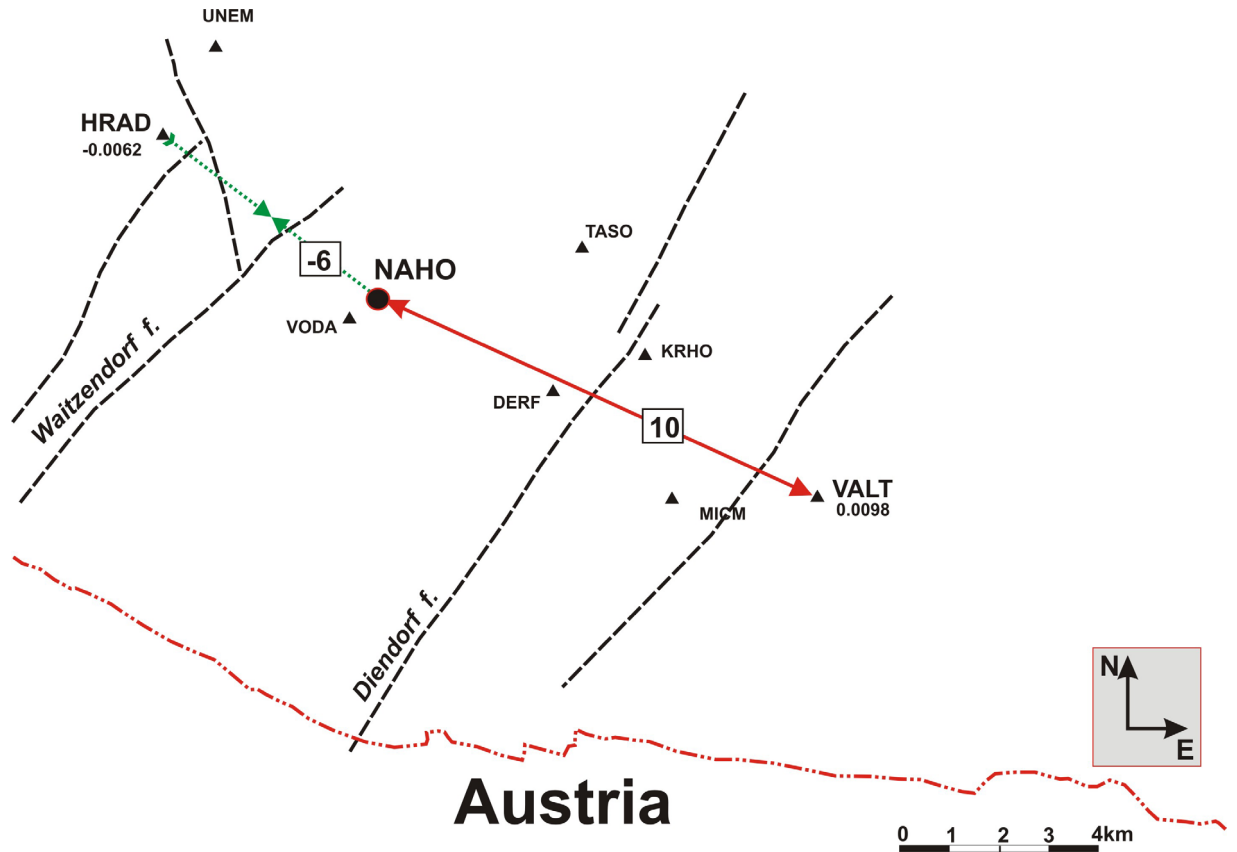 UNEM
HRAD
-0.0062
TASO
-6
NAHO
VODA
KRHO
DERF
Waitzendorf f.
10
VALT
0.0098
MICM
Diendorf f.
N
E
Austria
0 1 2 3 4km